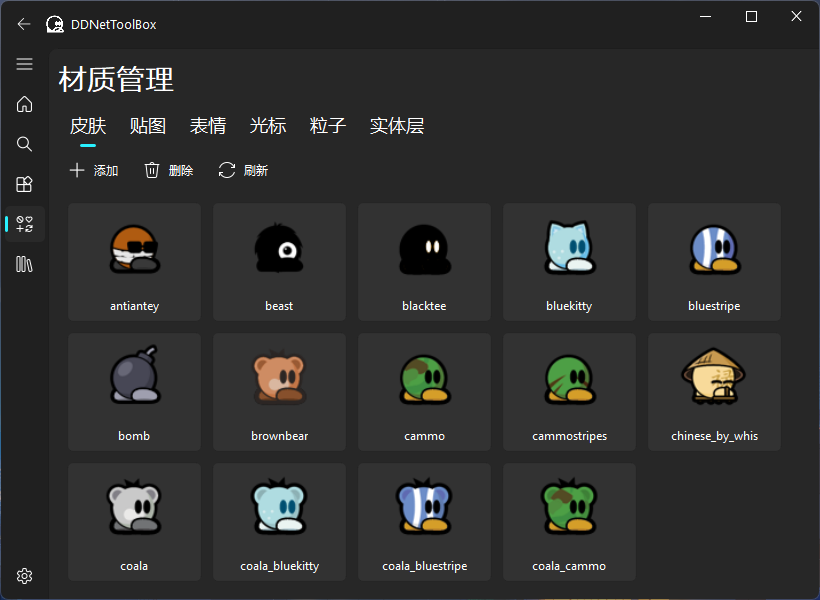 DDNetToolBox
材质管理
皮肤 贴图 表情 光标 粒子 实体层
添加 删除 刷新
antiantey beast blacktee bluekitty bluestripe
bomb brownbear cammo cammostripes chinese_by_whis
coala coala_bluekitty coala_bluestripe coala_cammo